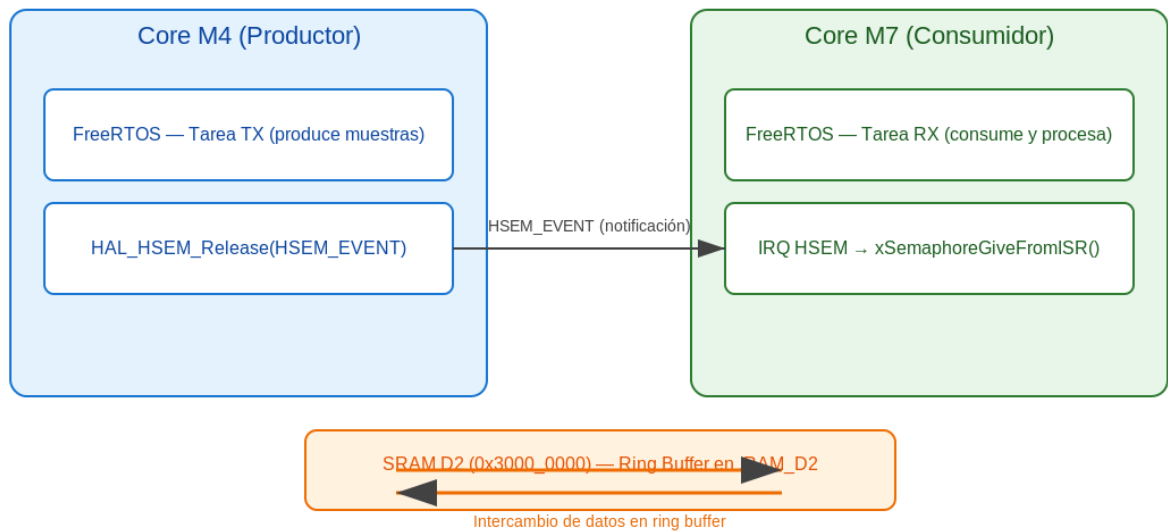 Core M4 (Productor)
Core M7 (Consumidor)
FreeRTOS — Tarea TX (produce muestras)
FreeRTOS — Tarea RX (consume y procesa)
HSEM_EVENT (notificación)
HAL_HSEM_Release(HSEM_EVENT)
IRQ HSEM → xSemaphoreGiveFromISR()
SRAM D2 (0x3000_0000) — Ring Buffer en RAM_D2
Intercambio de datos en ring buffer